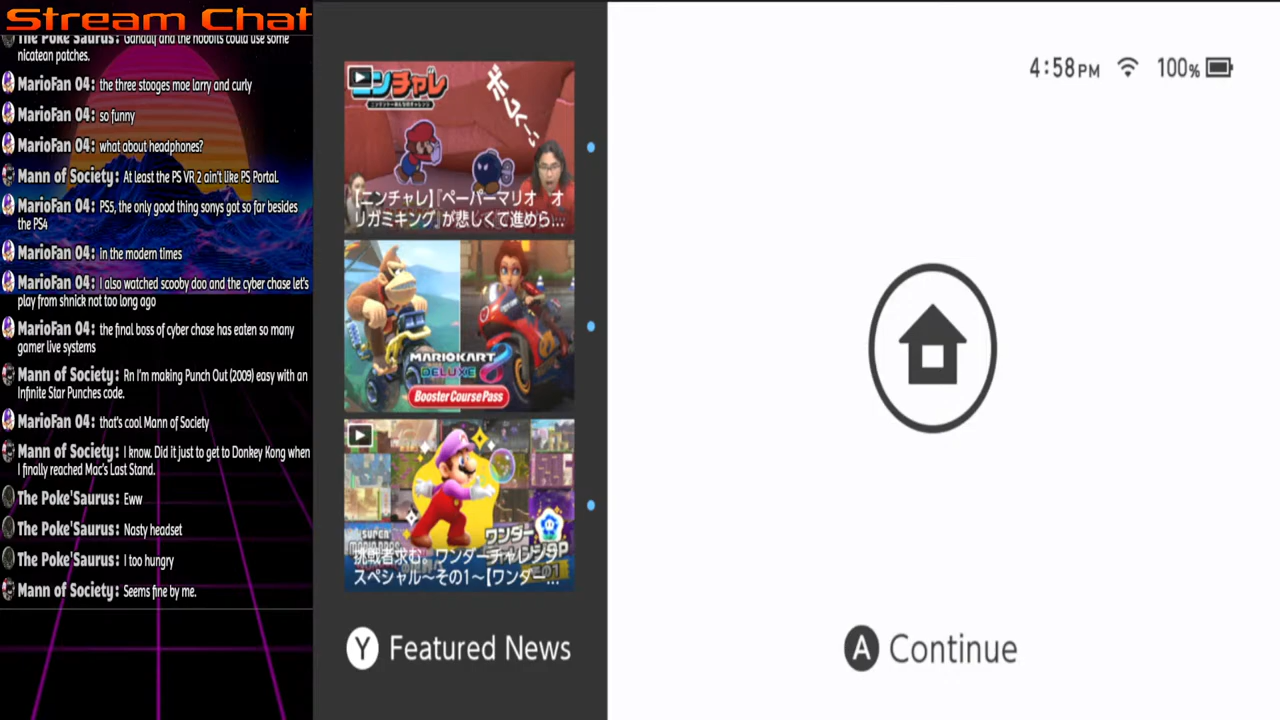 Stream Chat
The Poke'Saurus: Gandalf and the hobbits could use some
nicatean patches.
MarioFan 04: the three stooges moe larry and curly
MarioFan 04: so funny
MarioFan 04: what about headphones?
Mann of Society: At least the PS VR 2 ain't like PS Portal.
MarioFan 04: PS5, the only good thing sonys got so far besides
the PS4
MarioFan 04: in the modern times
MarioFan 04: I also watched scooby doo and the cyber chase let's
play from shnick not too long ago
MarioFan 04: the final boss of cyber chase has eaten so many
gamer live systems
Mann of Society: Rn I'm making Punch Out (2009) easy with an
Infinite Star Punches code.
MarioFan 04: that's cool Mann of Society
Mann of Society: I know. Did it just to get to Donkey Kong when
I finally reached Mac's Last Stand.
The Poke'Saurus: Eww
The Poke'Saurus: Nasty headset
The Poke'Saurus: I too hungry
Mann of Society: Seems fine by me.
ニンチャレ
【ニンチャレ】『ペーパーマリオ オ
リガミキング』が悲しくて進めら...
MARIOKART
8 DELUXE
Booster Course Pass
SUPER
ワンダー
挑戦者求む。ワンダーチャレンジ
スペシャル~その1~【ワンダー...
Y Featured News
4:58PM 100%
A Continue